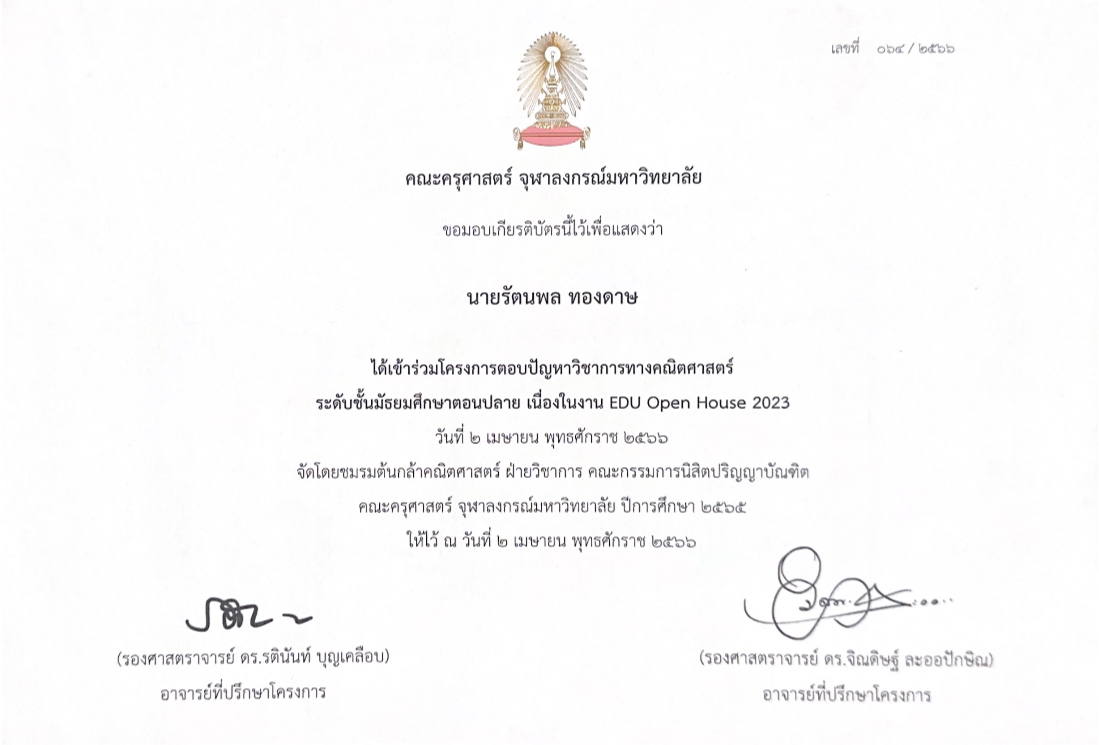 เลขที่ ๐๖๔ / ๒๕๖๖
คณะครุศาสตร์ จุฬาลงกรณ์มหาวิทยาลัย
ขอมอบเกียรติบัตรนี้ไว้เพื่อแสดงว่า
นายรัตนพล ทองดาษ
ได้เข้าร่วมโครงการตอบปัญหาวิชาการทางคณิตศาสตร์
ระดับชั้นมัธยมศึกษาตอนปลาย เนื่องในงาน EDU Open House 2023
วันที่ ๒ เมษายน พุทธศักราช ๒๕๖๖
จัดโดยชมรมต้นกล้าคณิตศาสตร์ ฝ่ายวิชาการ คณะกรรมการนิสิตปริญญาบัณฑิต
คณะครุศาสตร์ จุฬาลงกรณ์มหาวิทยาลัย ปีการศึกษา ๒๕๖๕
ให้ไว้ ณ วันที่ ๒ เมษายน พุทธศักราช ๒๕๖๖
(รองศาสตราจารย์ ดร.รตินันท์ บุญเคลือบ)
อาจารย์ที่ปรึกษาโครงการ
(รองศาสตราจารย์ ดร.จิณดิษฐ์ ละออปักษิณ)
อาจารย์ที่ปรึกษาโครงการ